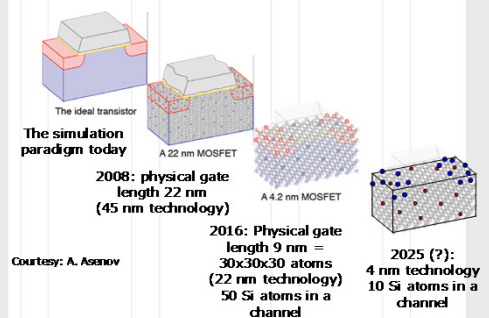 The ideal transistor
The simulation
paradigm today
A 22 nm MOSFET
2008: physical gate
length 22 nm
(45 nm technology)
A 4.2 nm MOSFET
2016: Physical gate
length 9 nm =
30x30x30 atoms
(22 nm technology)
50 Si atoms in a
channel
2025 (?):
4 nm technology
10 Si atoms in a
channel
Courtesy: A. Asenov